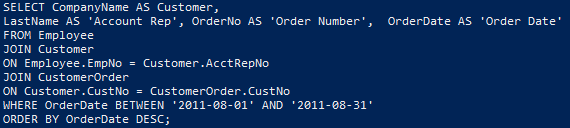 SELECT CompanyName AS Customer,
LastName AS 'Account Rep', OrderNo AS 'Order Number',  OrderDate AS 'Order Date'
FROM Employee
JOIN Customer
ON Employee.EmpNo = Customer.AcctRepNo
JOIN CustomerOrder
ON Customer.CustNo = CustomerOrder.CustNo
WHERE OrderDate BETWEEN '2011-08-01' AND '2011-08-31'
ORDER BY OrderDate DESC;